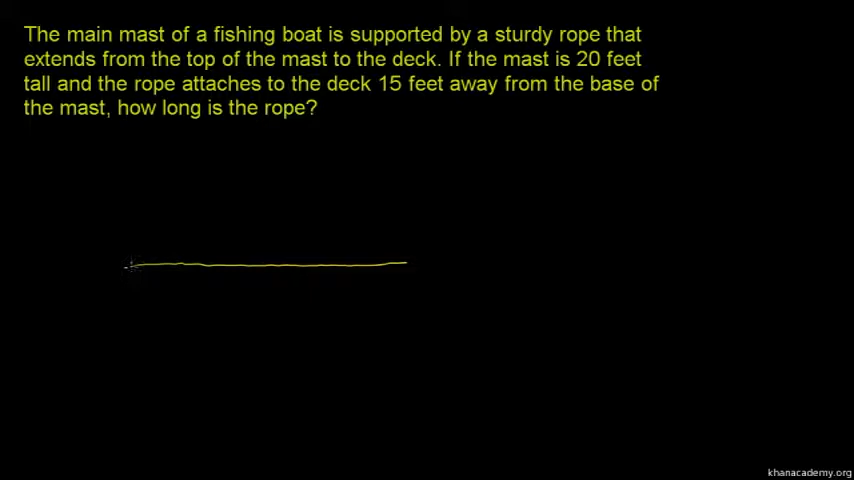 The main mast of a fishing boat is supported by a sturdy rope that
extends from the top of the mast to the deck. If the mast is 20 feet
tall and the rope attaches to the deck 15 feet away from the base of
the mast, how long is the rope?
khanacademy.org